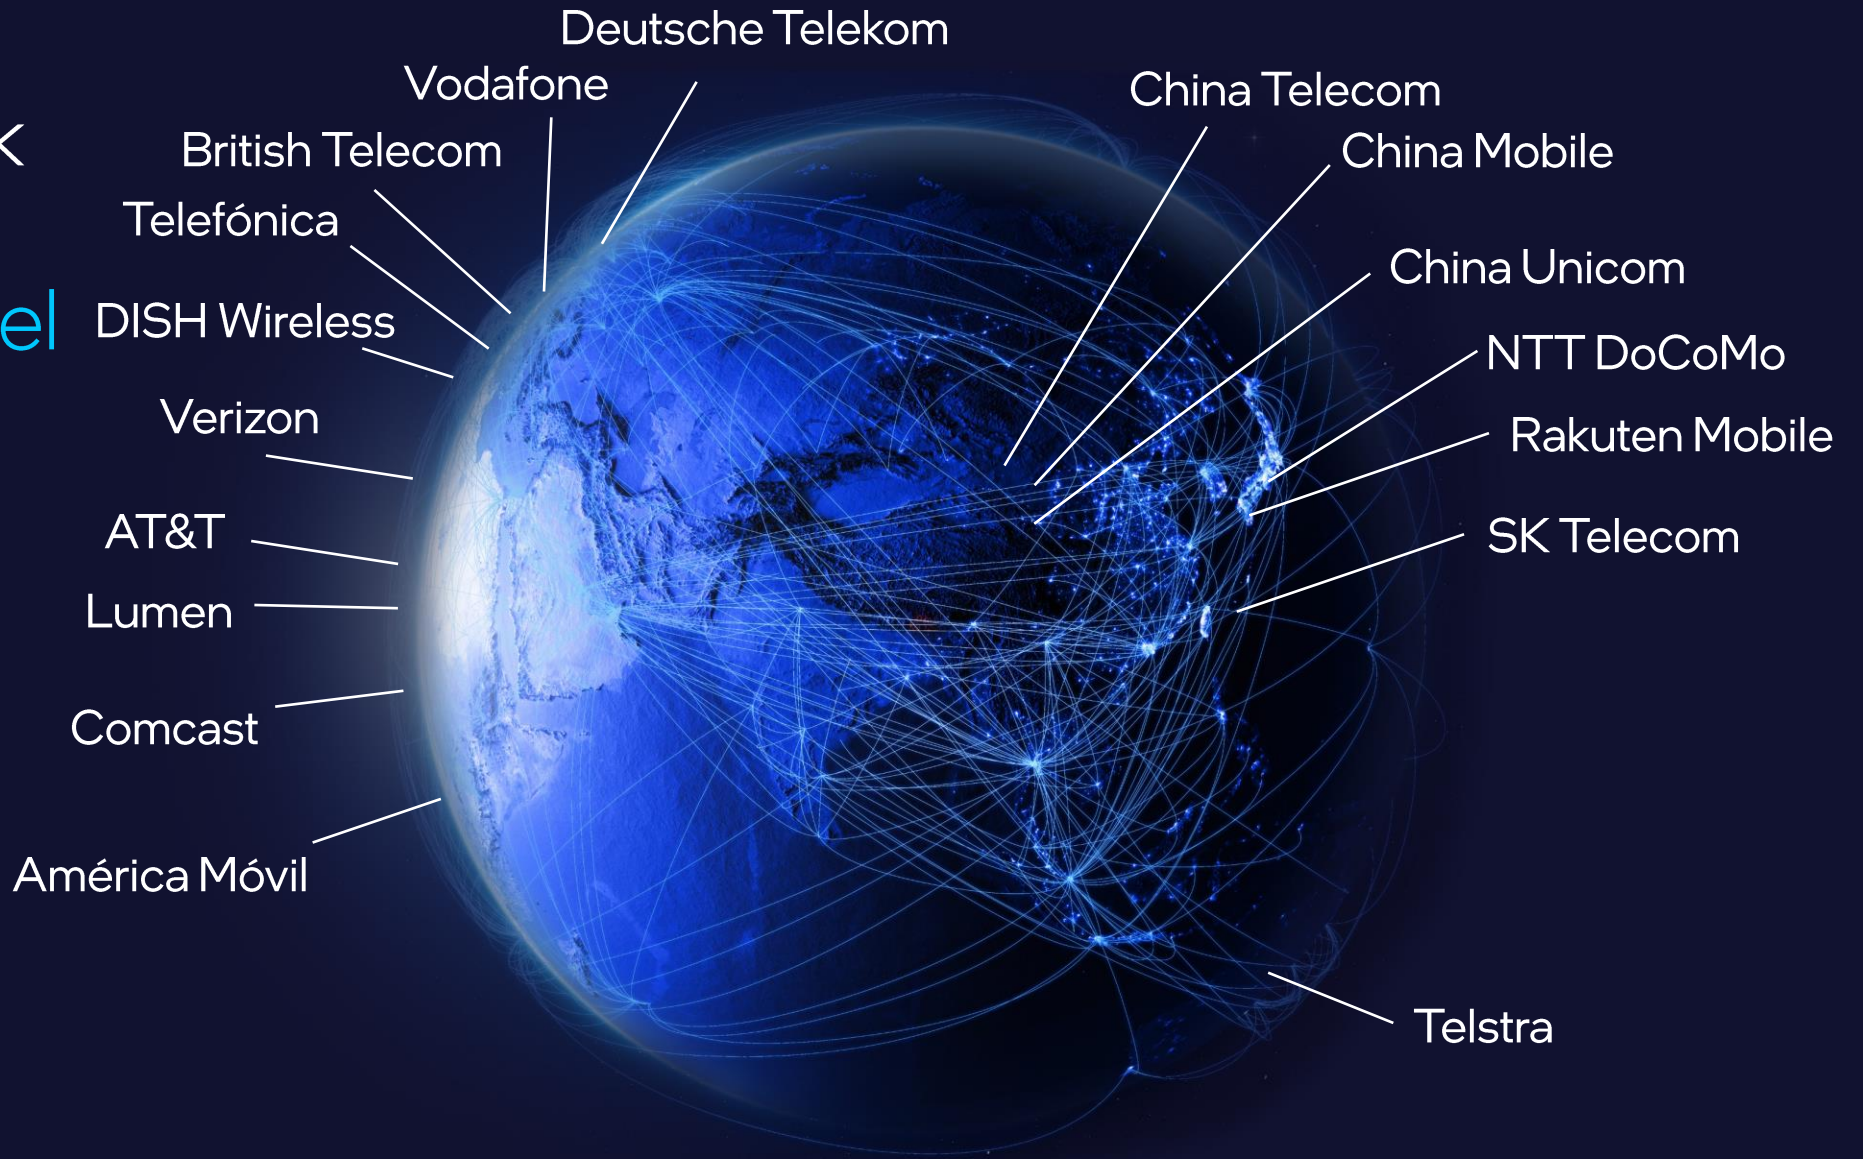 Deutsche Telekom
Vodafone
British Telecom
Telefónica
DISH Wireless
Verizon
AT&T
Lumen
Comcast
América Móvil
China Telecom
China Mobile
China Unicom
NTT DoCoMo
Rakuten Mobile
SK Telecom
Telstra